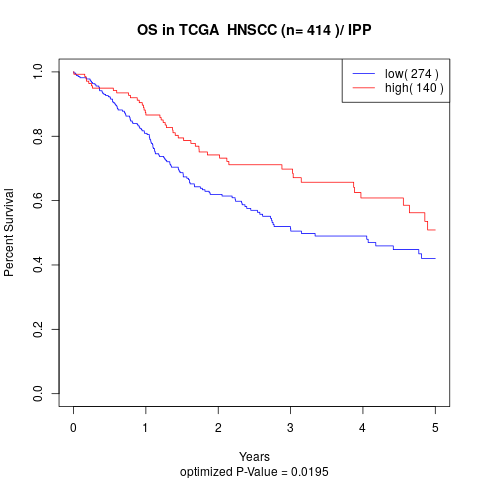 OS in TCGA  HNSCC (n= 414 )/ IPP
low( 274 )
high( 140 )
Percent Survival
1.0
0.8
0.6
0.4
0.2
0.0
0 1 2 3 4 5
Years
optimized P-Value = 0.0195